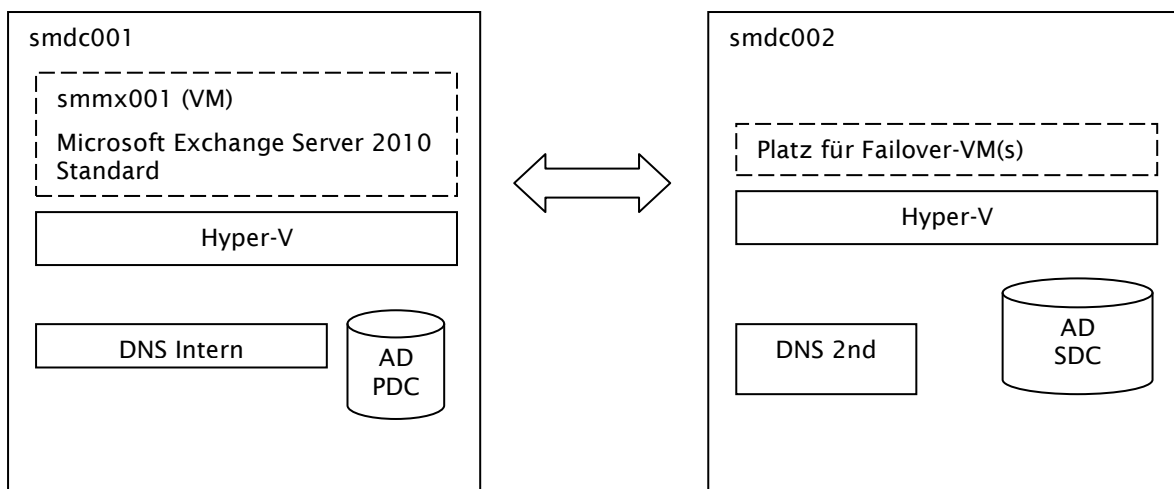 smdc001
smmx001 (VM)
Microsoft Exchange Server 2010
Standard
Hyper-V
DNS Intern
AD
PDC
smdc002
Platz für Failover-VM(s)
Hyper-V
DNS 2nd
AD
SDC